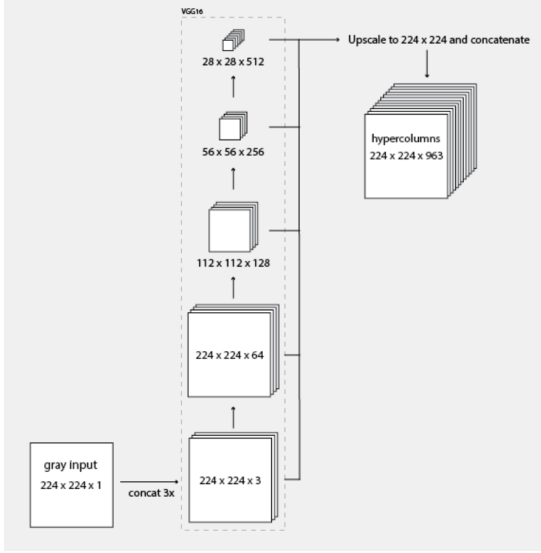 VGG16
28 x 28 x 512
Upscale to 224 x 224 and concatenate
hypercolumns
224 x 224 x 963
56 x 56 x 256
112 x 112 x 128
224 x 224 x 64
224 x 224 x 3
gray input
224 x 224 x 1
concat 3x